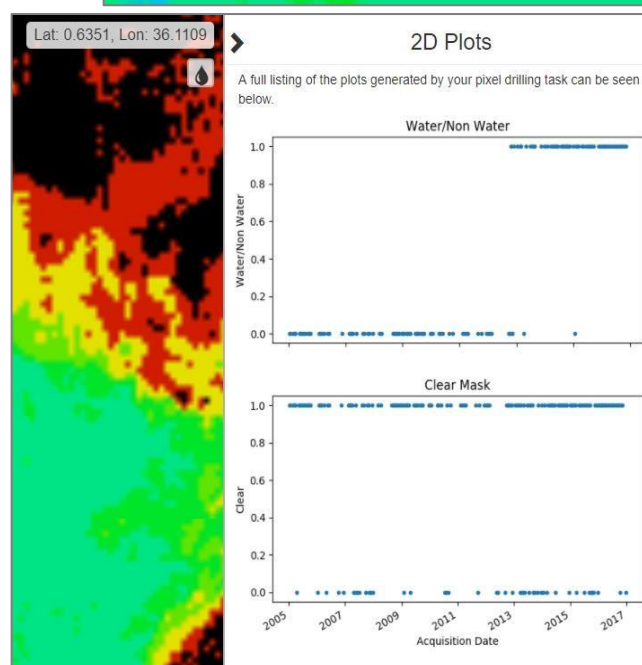 Lat: 0.6351, Lon: 36.1109
2D Plots
A full listing of the plots generated by your pixel drilling task can be seen
below.
Water/Non Water
1.0
0.8
0.6
0.4
0.2
0.0
Water/Non Water
Clear Mask
1.0
0.8
0.6
0.4
0.2
0.0
Clear
2005
2007
2009
2011
2013
2015
2017
Acquisition Date